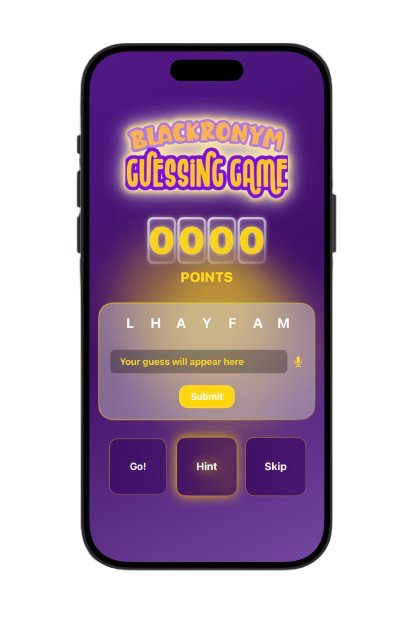 BLACKRONYM
GUESSING GAME
0000
POINTS
L H A Y F A M
Your guess will appear here
Submit
Go! Hint Skip